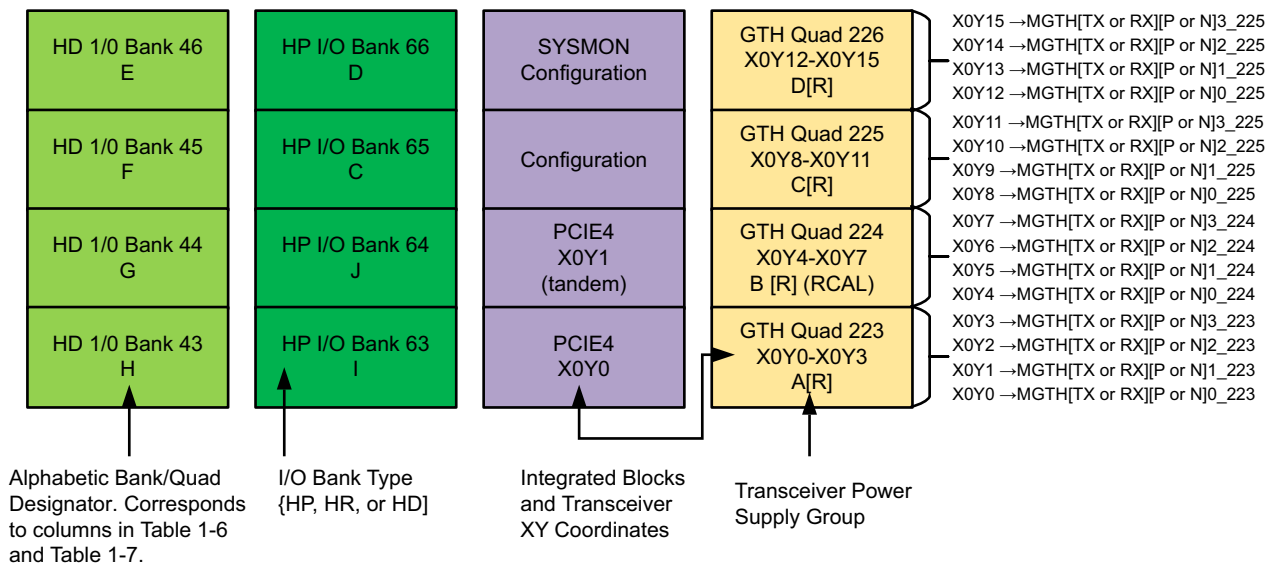 HD 1/0 Bank 46
E
HP I/O Bank 66
D
SYSMON
Configuration
GTH Quad 226
X0Y12-X0Y15
D[R]
X0Y15 →MGTH[TX or RX][P or N]3_225
X0Y14 →MGTH[TX or RX][P or N]2_225
X0Y13 →MGTH[TX or RX][P or N]1_225
X0Y12 →MGTH[TX or RX][P or N]0_225
HD 1/0 Bank 45
F
HP I/O Bank 65
C
Configuration
GTH Quad 225
X0Y8-X0Y11
C[R]
X0Y11 →MGTH[TX or RX][P or N]3_225
X0Y10 →MGTH[TX or RX][P or N]2_225
X0Y9 →MGTH[TX or RX][P or N]1_225
X0Y8 →MGTH[TX or RX][P or N]0_225
HD 1/0 Bank 44
G
HP I/O Bank 64
J
PCIE4
X0Y1
(tandem)
GTH Quad 224
X0Y4-X0Y7
B [R] (RCAL)
X0Y7 →MGTH[TX or RX][P or N]3_224
X0Y6 →MGTH[TX or RX][P or N]2_224
X0Y5 →MGTH[TX or RX][P or N]1_224
X0Y4 →MGTH[TX or RX][P or N]0_224
HD 1/0 Bank 43
H
HP I/O Bank 63
I
PCIE4
X0Y0
GTH Quad 223
X0Y0-X0Y3
A[R]
X0Y3 →MGTH[TX or RX][P or N]3_223
X0Y2 →MGTH[TX or RX][P or N]2_223
X0Y1 →MGTH[TX or RX][P or N]1_223
X0Y0 →MGTH[TX or RX][P or N]0_223
Alphabetic Bank/Quad
Designator. Corresponds
to columns in Table 1-6
and Table 1-7.
I/O Bank Type
{HP, HR, or HD]
Integrated Blocks
and Transceiver
XY Coordinates
Transceiver Power
Supply Group